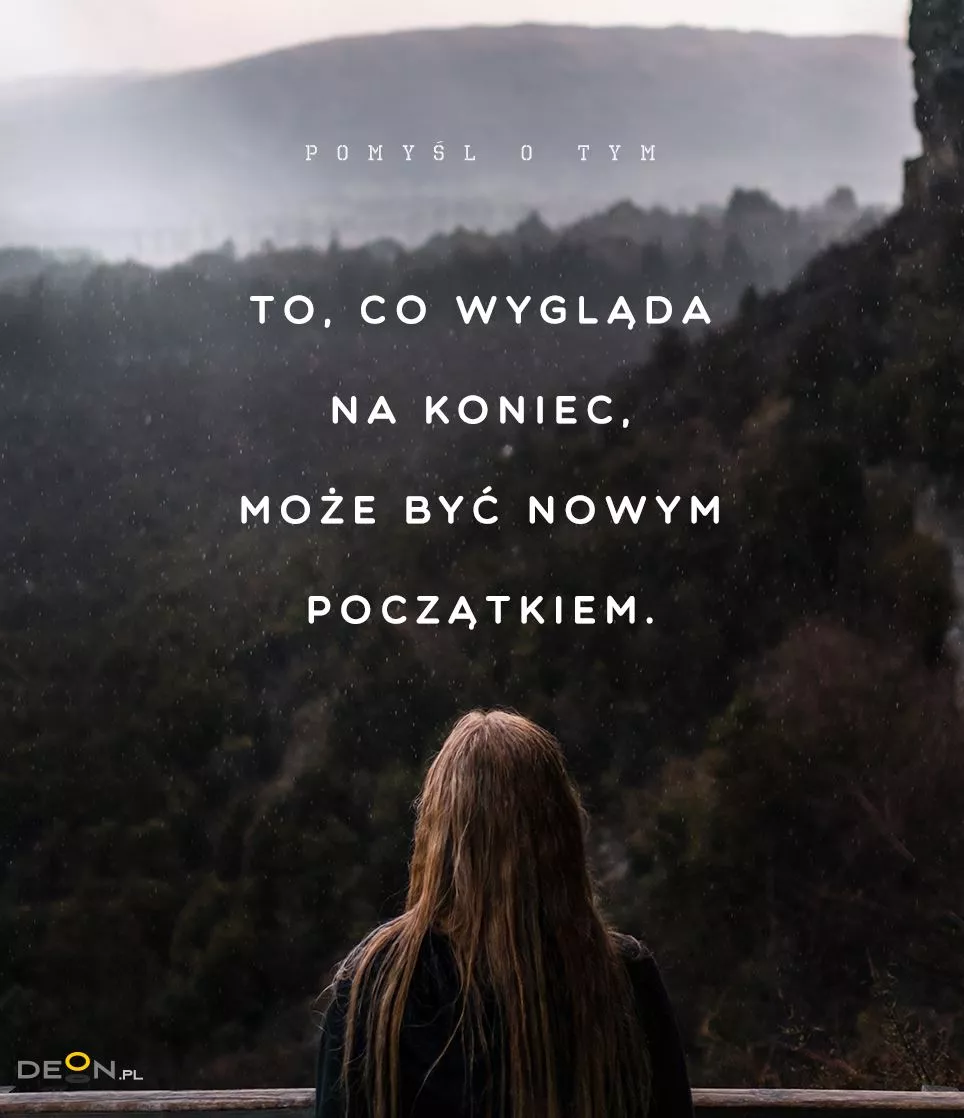 POMYŚL O TYM
TO, CO WYGLĄDA
NA KONIEC,
MOŻE BYĆ NOWYM
POCZĄTKIEM.
DEON.PL